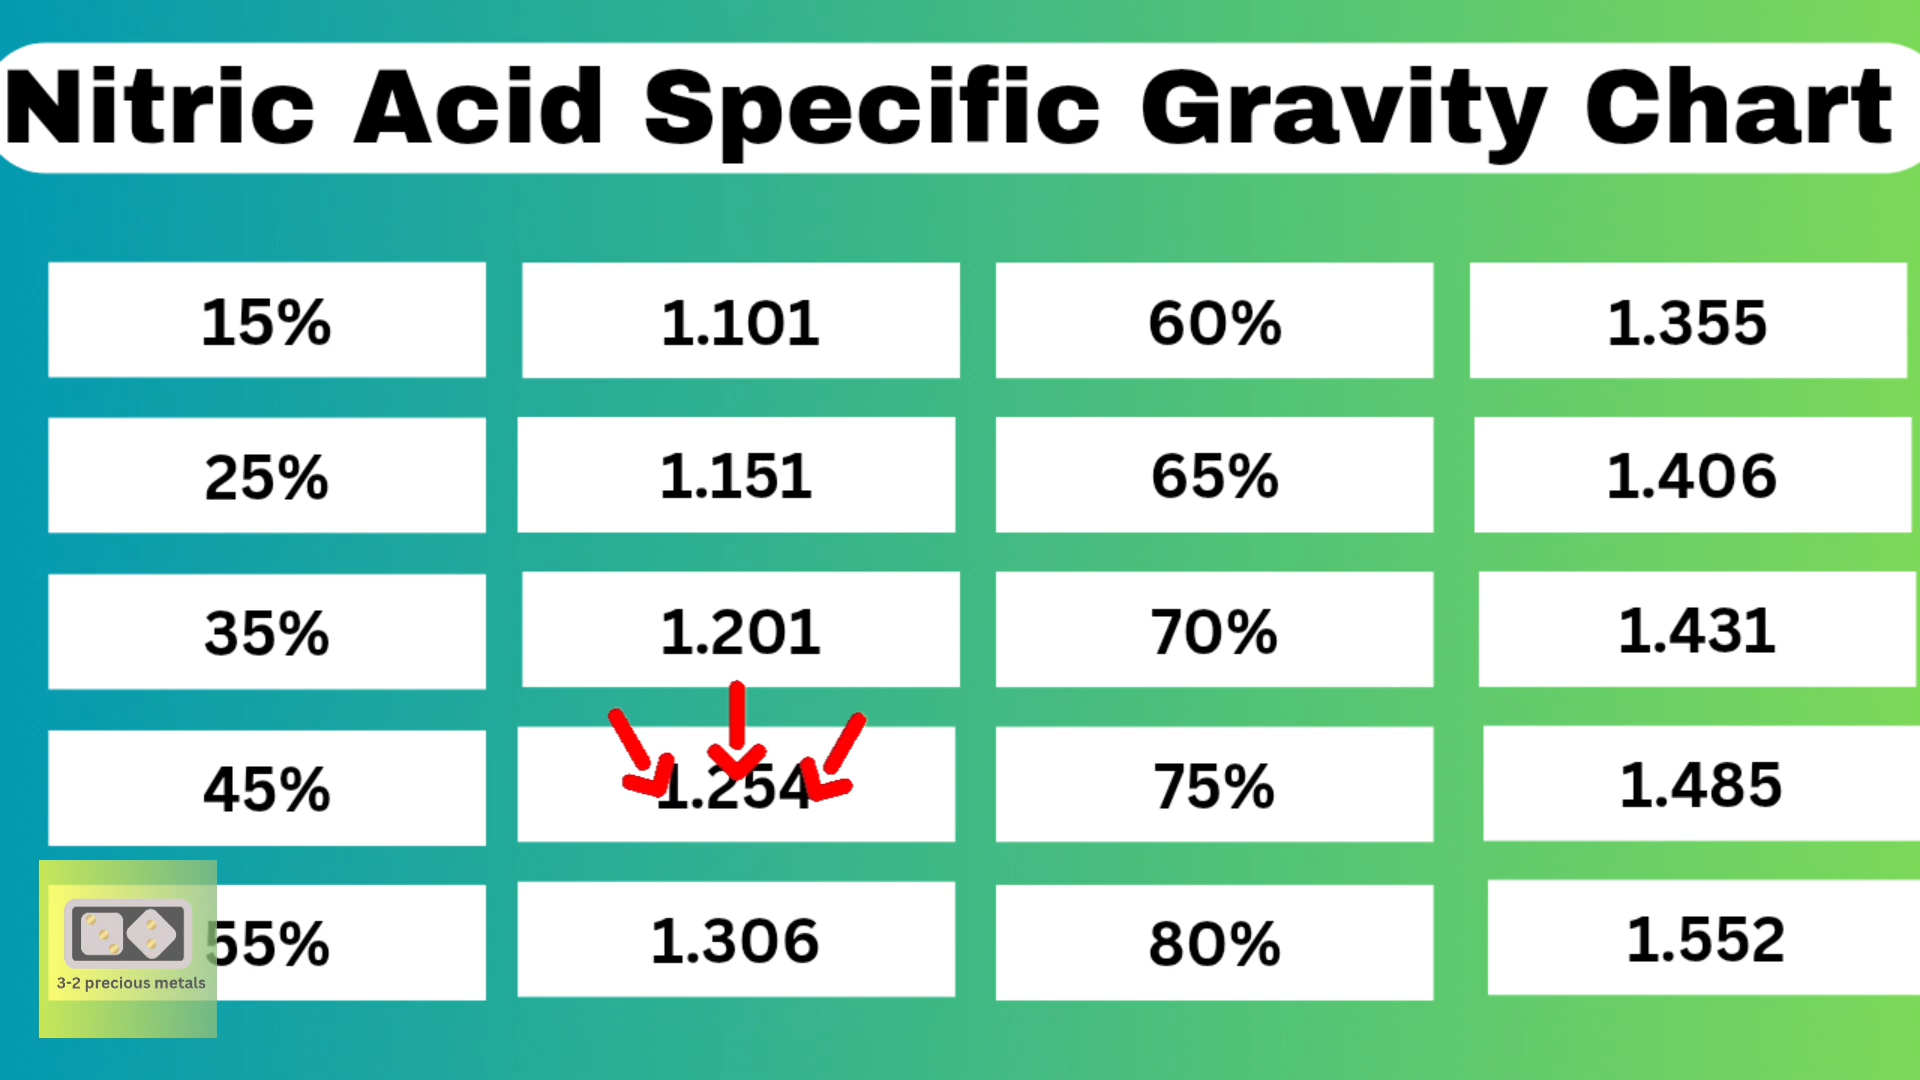 Nitric Acid Specific Gravity Chart
15% 1.101 60% 1.355
25% 1.151 65% 1.406
35% 1.201 70% 1.431
45% 1.254 75% 1.485
55% 1.306 80% 1.552
3-2 precious metals